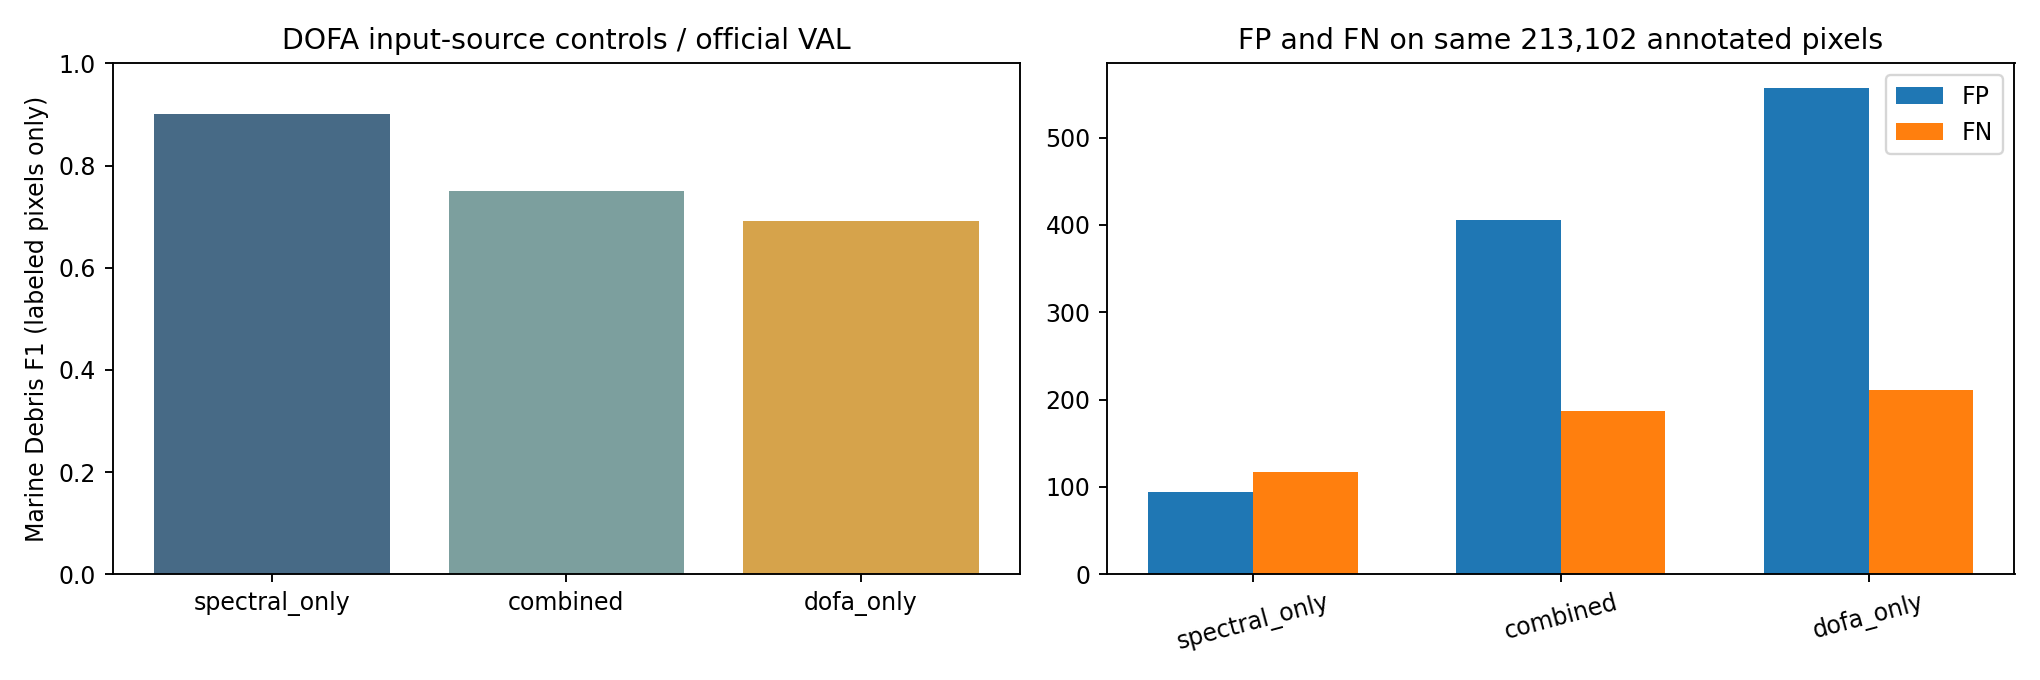 DOFA input-source controls / official VAL
Marine Debris F1 (labeled pixels only)
1.0
0.8
0.6
0.4
0.2
0.0
spectral_only
combined
dofa_only
FP and FN on same 213,102 annotated pixels
FP
FN
500
400
300
200
100
0
spectral_only
combined
dofa_only